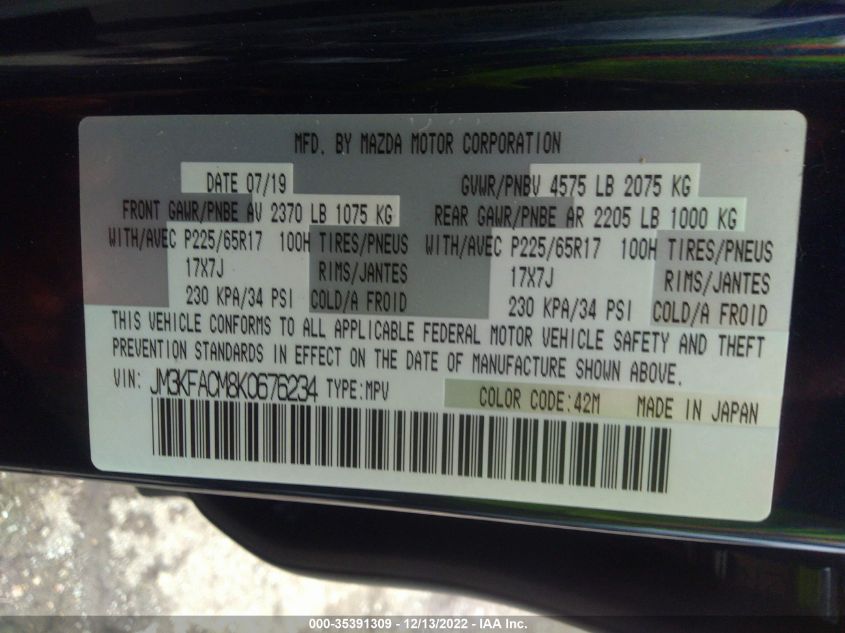 MFD. BY MAZDA MOTOR CORPORATION
DATE 07/19 GVWR/PNBV 4575 LB 2075 KG
FRONT GAWR/PNBE AV 2370 LB 1075 KG REAR GAWR/PNBE AR 2205 LB 1000 KG
WITH/AVEC P225/65R17 100H TIRES/PNEUS WITH/AVEC P225/65R17 100H TIRES/PNEUS
17X7J RIMS/JANTES 17X7J RIMS/JANTES
230 KPA/34 PSI COLD/A FROID 230 KPA/34 PSI COLD/A FROID
THIS VEHICLE CONFORMS TO ALL APPLICABLE FEDERAL MOTOR VEHICLE SAFETY AND THEFT
PREVENTION STANDARDS IN EFFECT ON THE DATE OF MANUFACTURE SHOWN ABOVE.
VIN: JM3KFACM8K0676234 TYPE:MPV COLOR CODE:42M MADE IN JAPAN
000-35391309 - 12/13/2022 - IAA Inc.